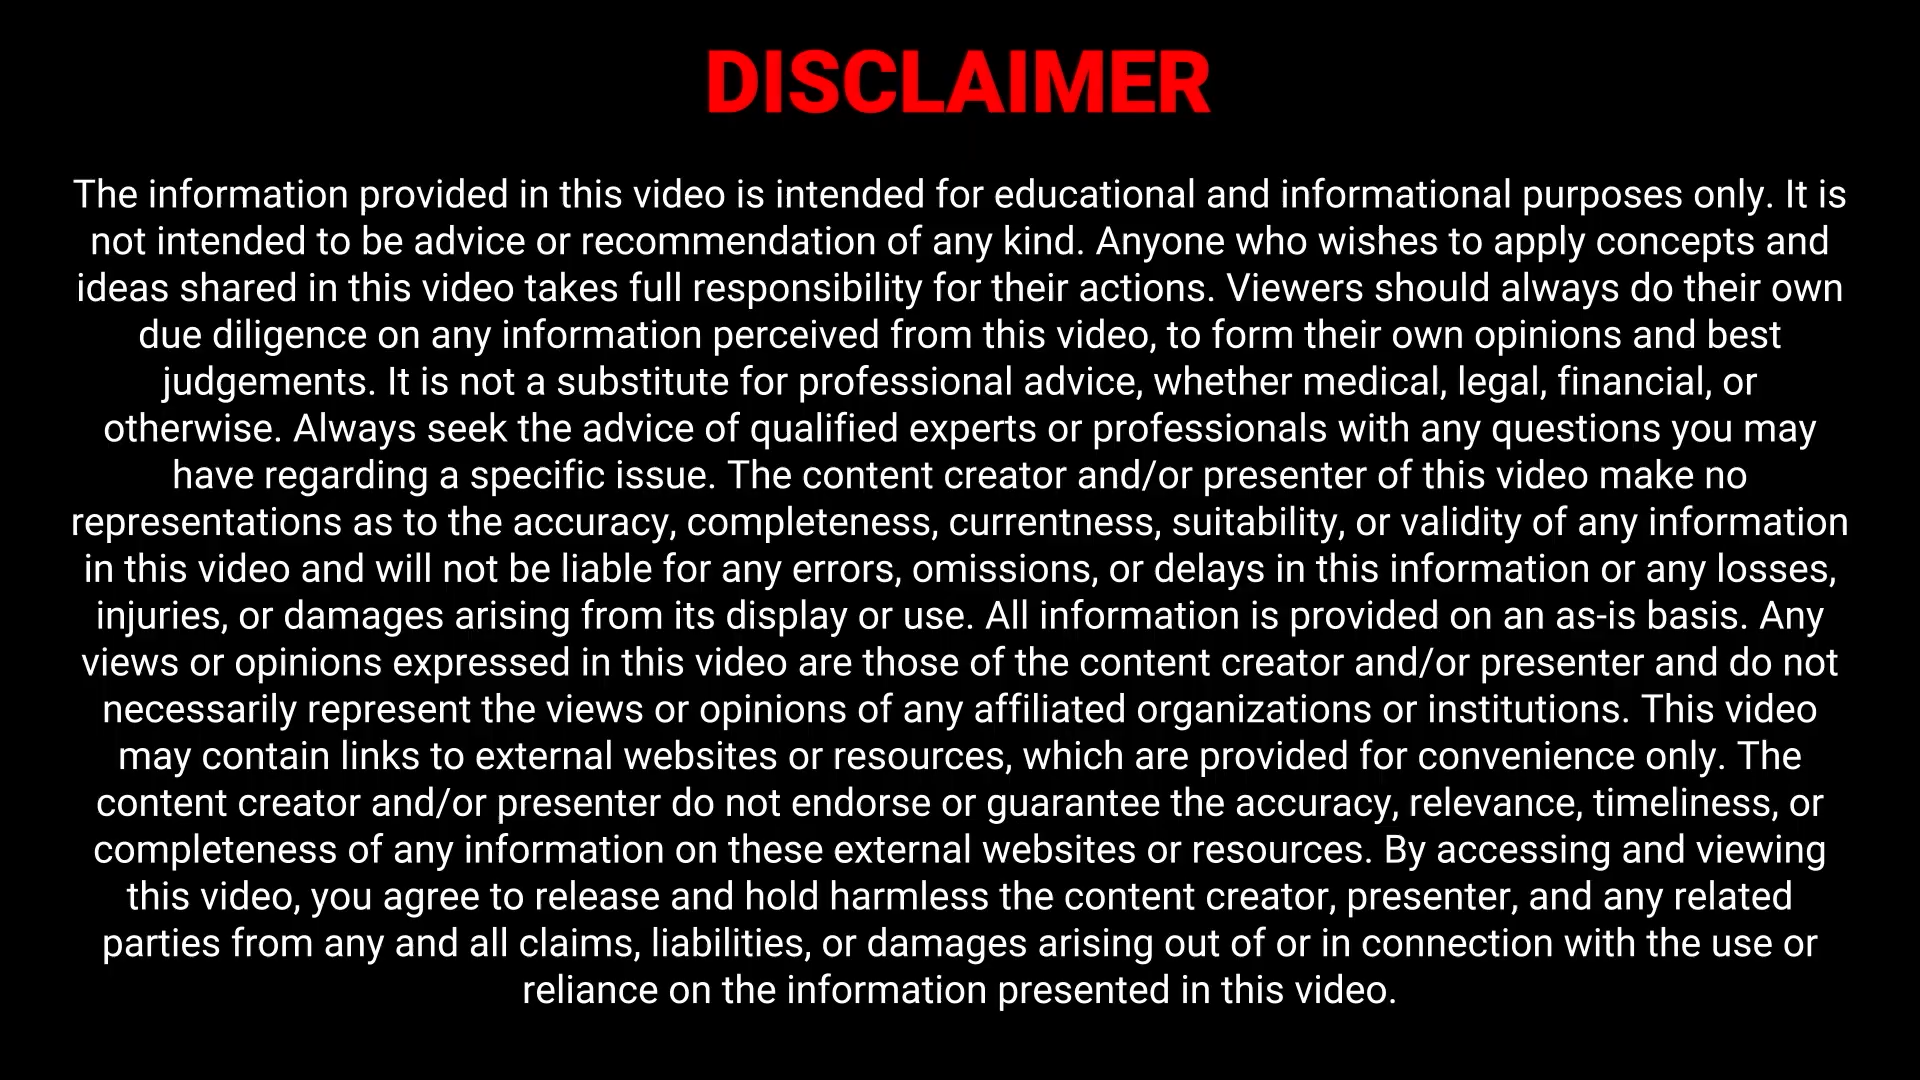 DISCLAIMER
The information provided in this video is intended for educational and informational purposes only. It is
not intended to be advice or recommendation of any kind. Anyone who wishes to apply concepts and
ideas shared in this video takes full responsibility for their actions. Viewers should always do their own
due diligence on any information perceived from this video, to form their own opinions and best
judgements. It is not a substitute for professional advice, whether medical, legal, financial, or
otherwise. Always seek the advice of qualified experts or professionals with any questions you may
have regarding a specific issue. The content creator and/or presenter of this video make no
representations as to the accuracy, completeness, currentness, suitability, or validity of any information
in this video and will not be liable for any errors, omissions, or delays in this information or any losses,
injuries, or damages arising from its display or use. All information is provided on an as-is basis. Any
views or opinions expressed in this video are those of the content creator and/or presenter and do not
necessarily represent the views or opinions of any affiliated organizations or institutions. This video
may contain links to external websites or resources, which are provided for convenience only. The
content creator and/or presenter do not endorse or guarantee the accuracy, relevance, timeliness, or
completeness of any information on these external websites or resources. By accessing and viewing
this video, you agree to release and hold harmless the content creator, presenter, and any related
parties from any and all claims, liabilities, or damages arising out of or in connection with the use or
reliance on the information presented in this video.